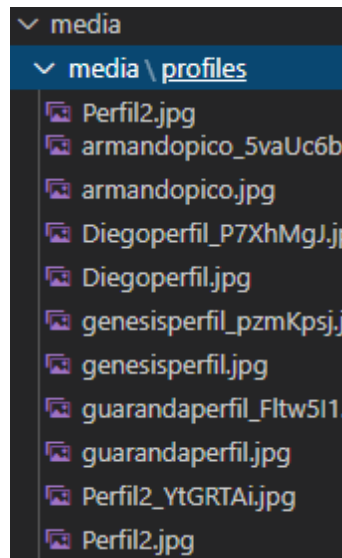 media
media \ profiles
Perfil2.jpg
armandopico_5vaUc6b
armandopico.jpg
Diegoperfil_P7XhMgJ.j
Diegoperfil.jpg
genesisperfil_pzmKpsj.
genesisperfil.jpg
guarandaperfil_Fltw5I1
guarandaperfil.jpg
Perfil2_YtGRTAi.jpg
Perfil2.jpg